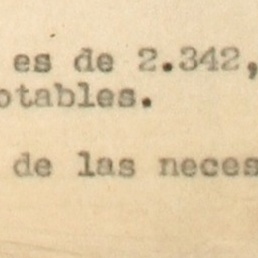 es de 2.342,
otables.
de las neces